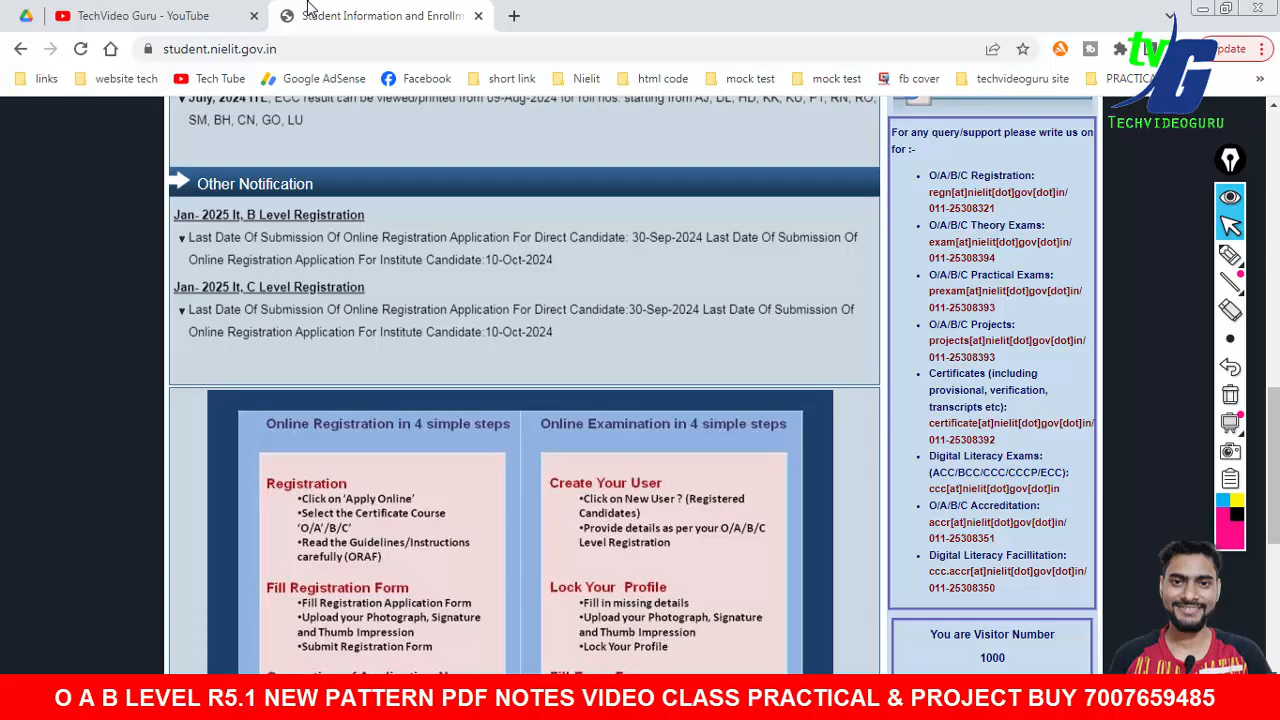 TechVideo Guru - YouTube
Student Information and Enrollm
student.nielit.gov.in
Update
links
website tech
Tech Tube
Google AdSense
Facebook
short link
Nielit
html code
mock test
mock test
fb cover
techvideoguru site
PRACTICA
tv
G
TECHVIDEOGURU
July, 2024 ITL, ECC result can be viewed/printed from 09-Aug-2024 for roll nos. starting from AJ, DL, HD, KK, KU, PT, RN, RO,
SM, BH, CN, GO, LU
Other Notification
Jan- 2025 It, B Level Registration
Last Date Of Submission Of Online Registration Application For Direct Candidate: 30-Sep-2024 Last Date Of Submission Of
Online Registration Application For Institute Candidate:10-Oct-2024
Jan- 2025 It, C Level Registration
Last Date Of Submission Of Online Registration Application For Direct Candidate:30-Sep-2024 Last Date Of Submission Of
Online Registration Application For Institute Candidate:10-Oct-2024
Online Registration in 4 simple steps
Registration
•Click on ‘Apply Online’
•Select the Certificate Course
‘O/A’/B/C’
•Read the Guidelines/Instructions
carefully (ORAF)
Fill Registration Form
•Fill Registration Application Form
•Upload your Photograph, Signature
and Thumb Impression
•Submit Registration Form
Online Examination in 4 simple steps
Create Your User
•Click on New User ? (Registered
Candidates)
•Provide details as per your O/A/B/C
Level Registration
Lock Your Profile
•Fill in missing details
•Upload your Photograph, Signature
and Thumb Impression
•Lock Your Profile
For any query/support please write us on
for :-
O/A/B/C Registration:
regn[at]nielit[dot]gov[dot]in/
011-25308321
O/A/B/C Theory Exams:
exam[at]nielit[dot]gov[dot]in/
011-25308394
O/A/B/C Practical Exams:
prexam[at]nielit[dot]gov[dot]in/
011-25308393
O/A/B/C Projects:
projects[at]nielit[dot]gov[dot]in/
011-25308393
Certificates (including
provisional, verification,
transcripts etc):
certificate[at]nielit[dot]gov[dot]in/
011-25308392
Digital Literacy Exams:
(ACC/BCC/CCC/CCCP/ECC):
ccc[at]nielit[dot]gov[dot]in
O/A/B/C Accreditation:
accr[at]nielit[dot]gov[dot]in/
011-25308351
Digital Literacy Facillitation:
ccc.accr[at]nielit[dot]gov[dot]in/
011-25308350
You are Visitor Number
1000
O A B LEVEL R5.1 NEW PATTERN PDF NOTES VIDEO CLASS PRACTICAL & PROJECT BUY 7007659485